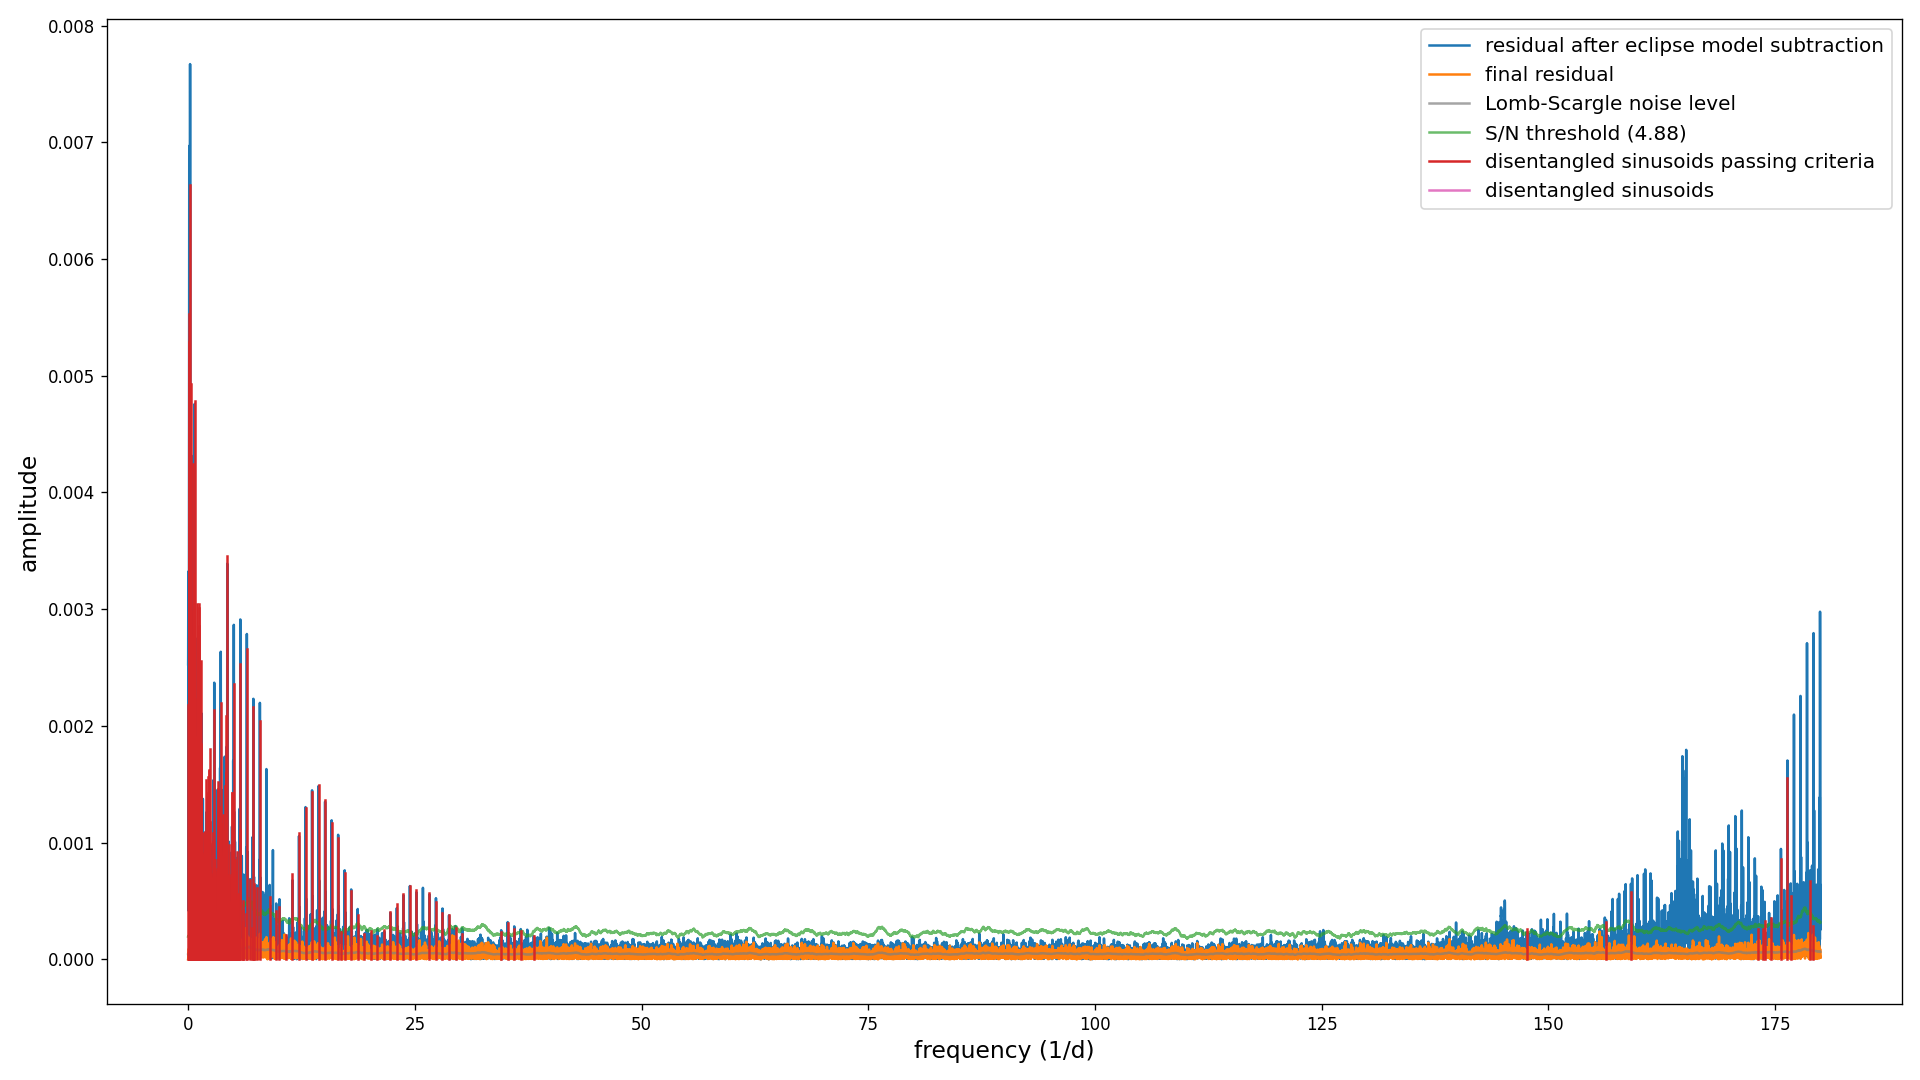 0.008
0.007
0.006
0.005
0.004
0.003
0.002
0.001
0.000
amplitude
residual after eclipse model subtraction
final residual
Lomb-Scargle noise level
S/N threshold (4.88)
disentangled sinusoids passing criteria
disentangled sinusoids
0 25 50 75 100 125 150 175
frequency (1/d)